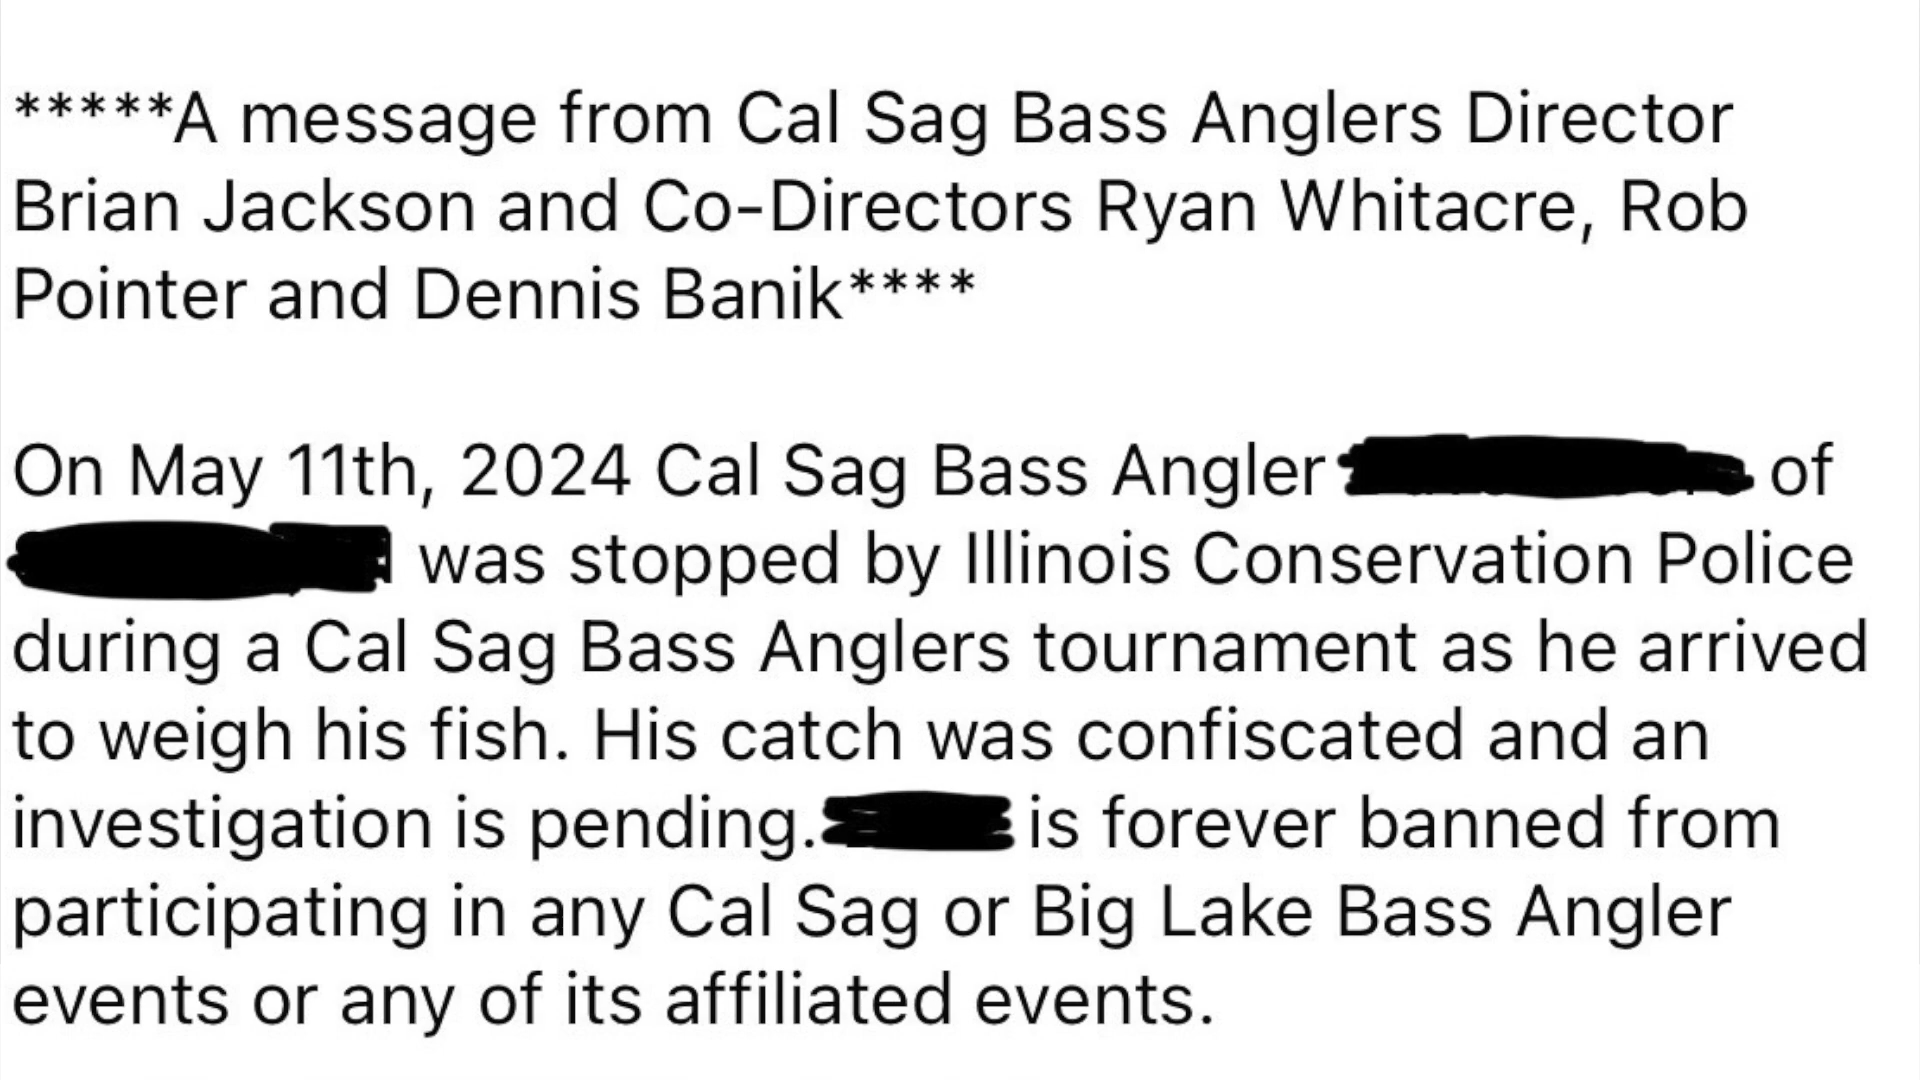 *****A message from Cal Sag Bass Anglers Director
Brian Jackson and Co-Directors Ryan Whitacre, Rob
Pointer and Dennis Banik****
On May 11th, 2024 Cal Sag Bass Angler of
was stopped by Illinois Conservation Police
during a Cal Sag Bass Anglers tournament as he arrived
to weigh his fish. His catch was confiscated and an
investigation is pending. is forever banned from
participating in any Cal Sag or Big Lake Bass Angler
events or any of its affiliated events.